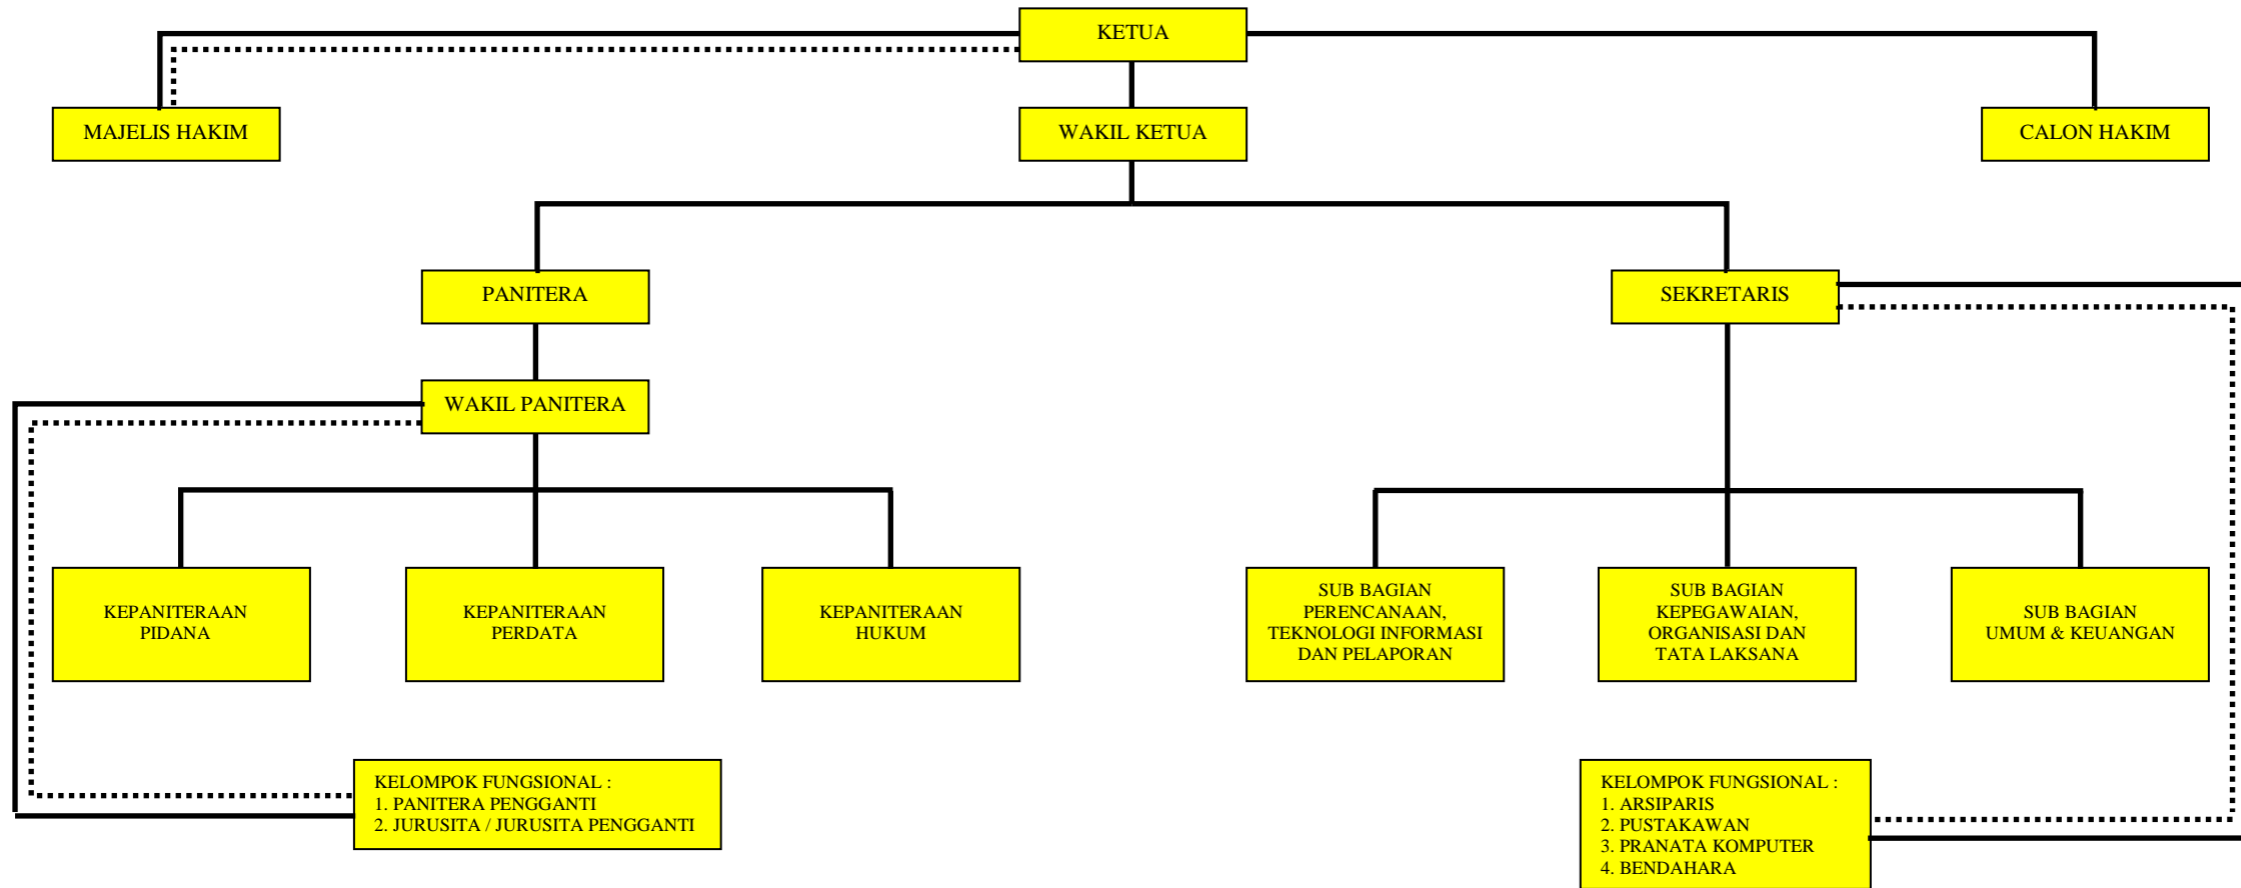 KETUA
MAJELIS HAKIM
WAKIL KETUA
CALON HAKIM
PANITERA
SEKRETARIS
WAKIL PANITERA
KEPANITERAAN
PIDANA
KEPANITERAAN
PERDATA
KEPANITERAAN
HUKUM
SUB BAGIAN
PERENCANAAN,
TEKNOLOGI INFORMASI
DAN PELAPORAN
SUB BAGIAN
KEPEGAWAIAN,
ORGANISASI DAN
TATA LAKSANA
SUB BAGIAN
UMUM & KEUANGAN
KELOMPOK FUNGSIONAL :
1. PANITERA PENGGANTI
2. JURUSITA / JURUSITA PENGGANTI
KELOMPOK FUNGSIONAL :
1. ARSIPARIS
2. PUSTAKAWAN
3. PRANATA KOMPUTER
4. BENDAHARA